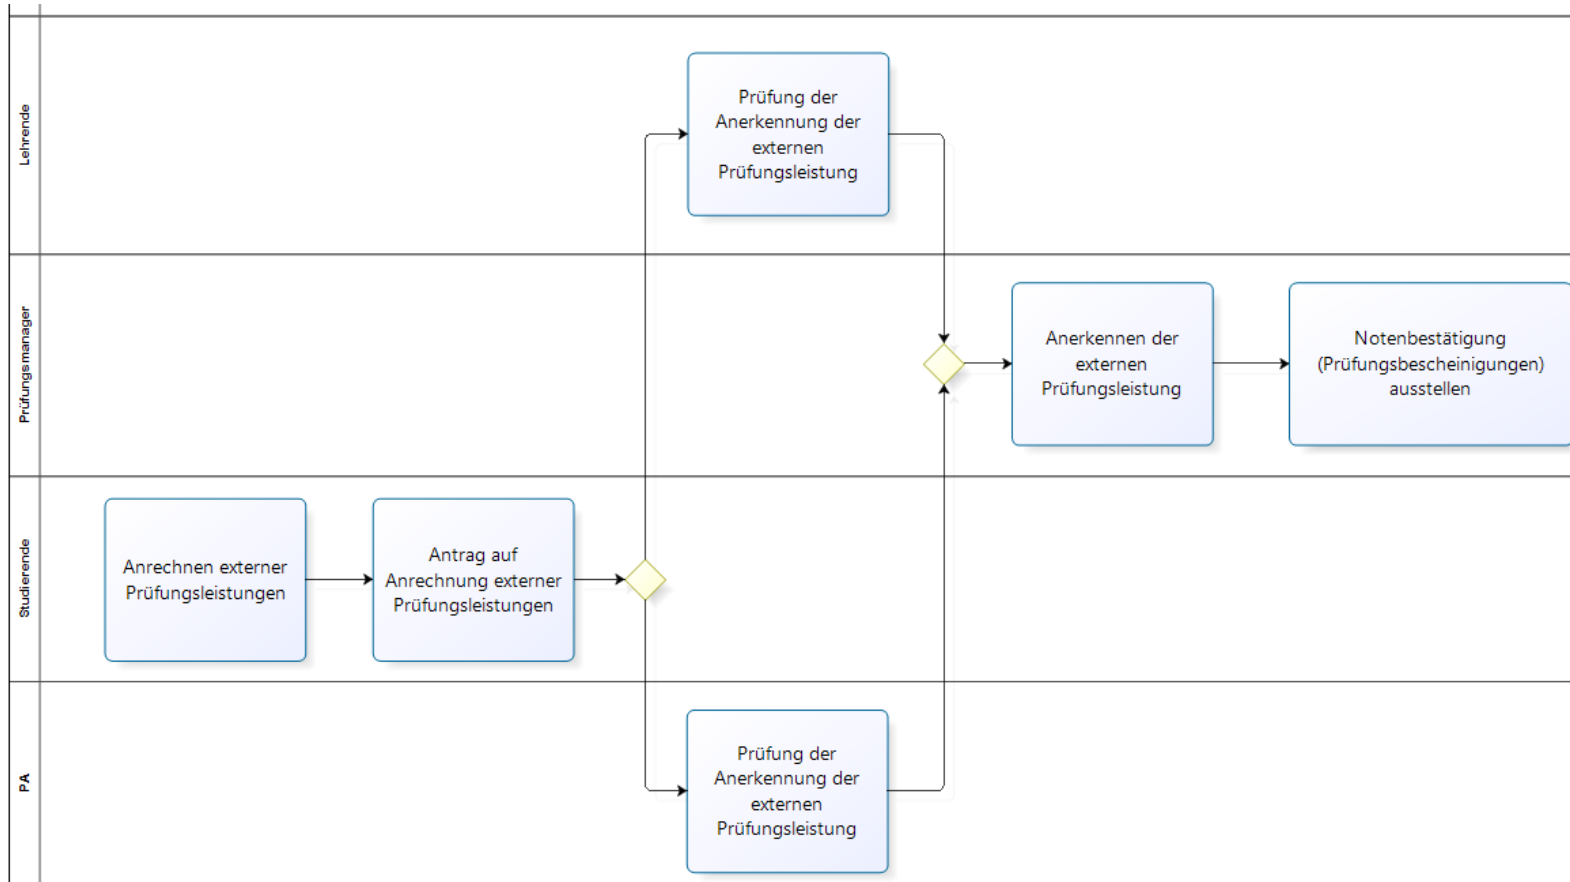 Lehrende
Prüfung der
Anerkennung der
externen
Prüfungsleistung
Prüfungsmanager
Anerkennen der
externen
Prüfungsleistung
Notenbestätigung
(Prüfungsbescheinigungen)
ausstellen
Studierende
Anrechnen externer
Prüfungsleistungen
Antrag auf
Anrechnung externer
Prüfungsleistungen
PA
Prüfung der
Anerkennung der
externen
Prüfungsleistung